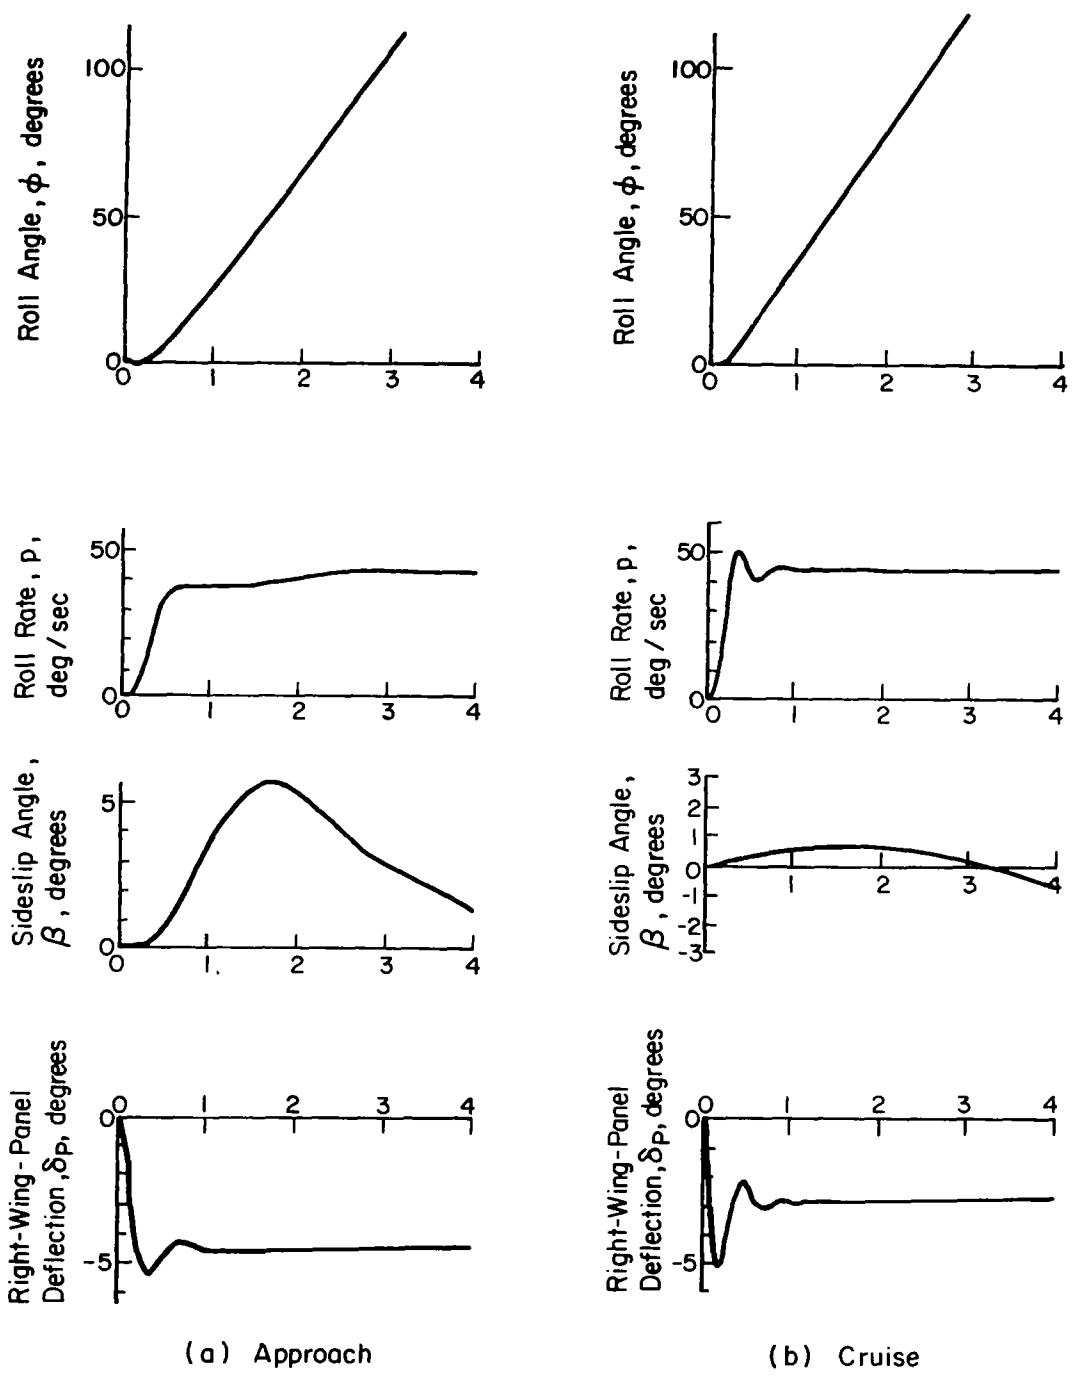 Roll Angle, ϕ, degrees
100
50
0
0 1 2 3 4
Roll Rate, p,
deg/sec
50
0
0 1 2 3 4
Sideslip Angle,
β, degrees
5
0
0 1. 2 3 4
Right-Wing-Panel
Deflection, δp, degrees
0 1 2 3 4
0
-5
(a) Approach
Roll Angle, ϕ, degrees
100
50
0
0 1 2 3 4
Roll Rate, p,
deg/sec
50
0
0 1 2 3 4
Sideslip Angle,
β, degrees
3
2
1
0
-1
-2
-3
1 2 3 4
Right-Wing-Panel
Deflection, δp, degrees
0 1 2 3 4
0
-5
(b) Cruise